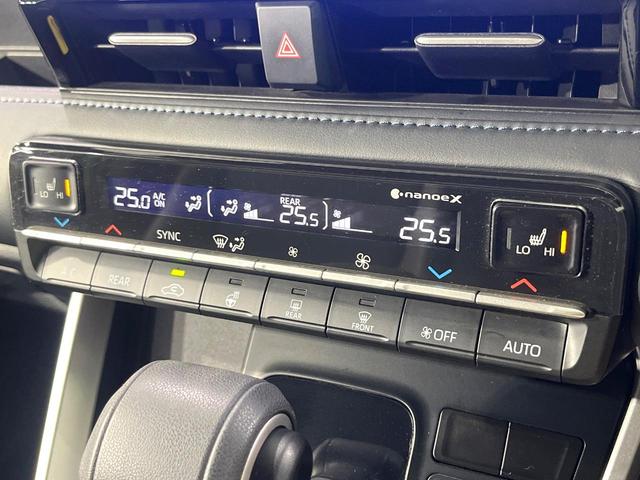 nanoeX
LO HI
25.0 A/C ON
REAR
25.5
25.5
LO HI
SYNC
A/C REAR
REAR
FRONT
OFF
AUTO